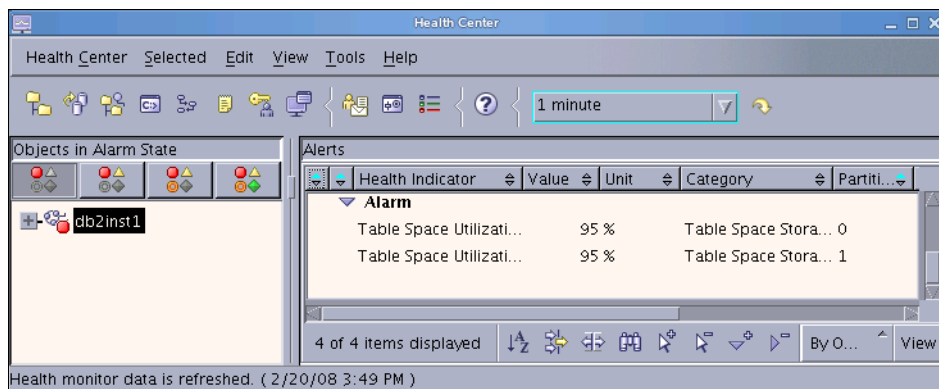 Health Center
Health Center Selected Edit View Tools Help
1 minute
Objects in Alarm State
Alerts
Health Indicator Value Unit Category Partiti...
db2inst1
Alarm
Table Space Utilizati... 95 % Table Space Stora... 0
Table Space Utilizati... 95 % Table Space Stora... 1
4 of 4 items displayed
By O...
View
Health monitor data is refreshed. ( 2/20/08 3:49 PM )